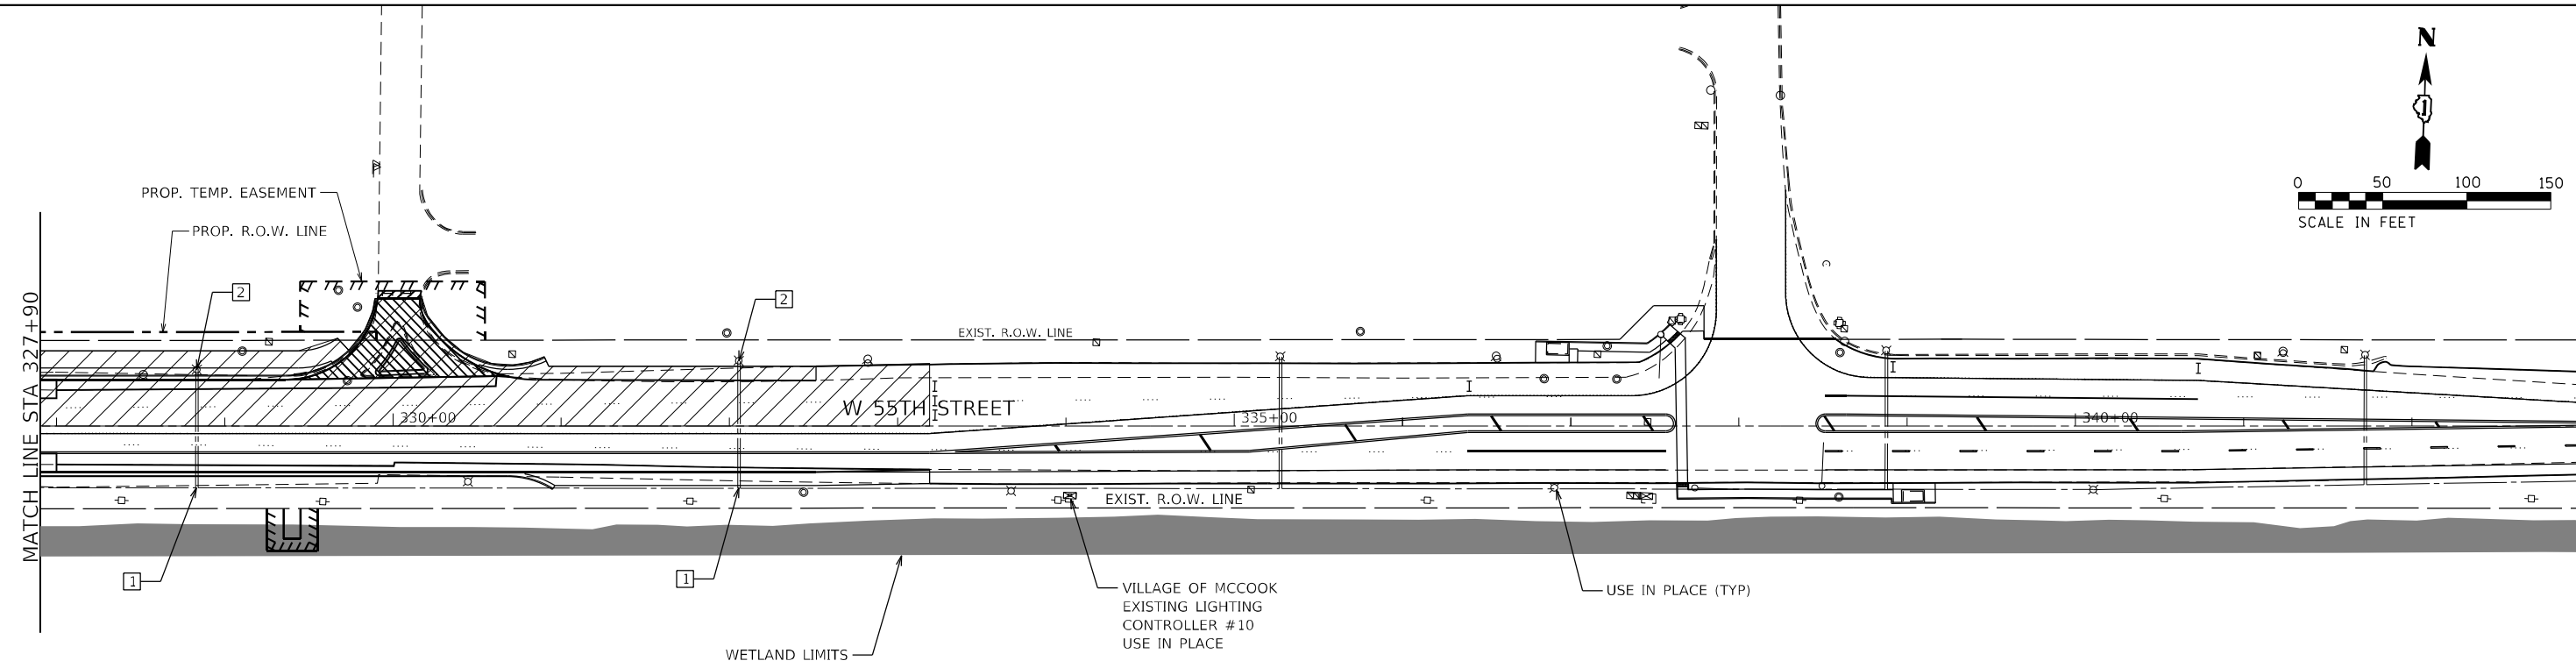 N
0 50 100 150
SCALE IN FEET
PROP. TEMP. EASEMENT
PROP. R.O.W. LINE
2
2
EXIST. R.O.W. LINE
W 55TH STREET
330+00
335+00
340+00
MATCH LINE STA 327+90
EXIST. R.O.W. LINE
1
1
VILLAGE OF MCCOOK
EXISTING LIGHTING
CONTROLLER #10
USE IN PLACE
USE IN PLACE (TYP)
WETLAND LIMITS